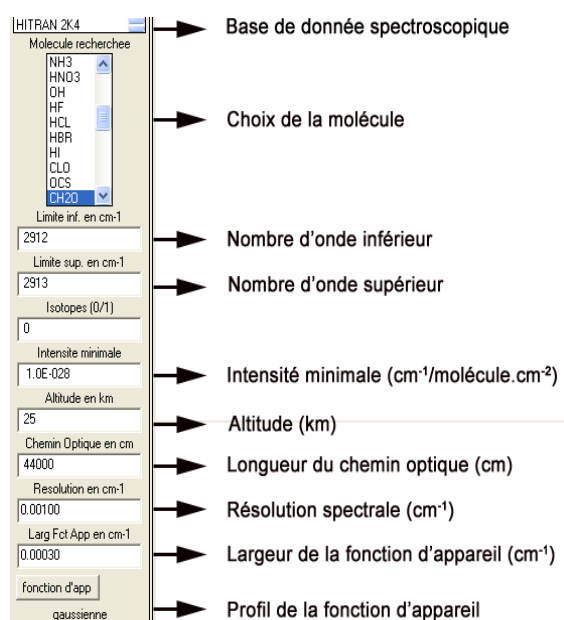 HITRAN 2K4
Base de donnée spectroscopique
Molecule recherchee
NH3
HNO3
OH
HF
HCL
HBR
HI
CLO
OCS
CH2O
Choix de la molécule
Limite inf. en cm-1
2912
Nombre d'onde inférieur
Limite sup. en cm-1
2913
Nombre d'onde supérieur
Isotopes (0/1)
0
Intensite minimale
1.0E-028
Intensité minimale (cm⁻¹/molécule.cm⁻²)
Altitude en km
25
Altitude (km)
Chemin Optique en cm
44000
Longueur du chemin optique (cm)
Resolution en cm-1
0.00100
Résolution spectrale (cm⁻¹)
Larg Fct App en cm-1
0.00030
Largeur de la fonction d'appareil (cm⁻¹)
fonction d'app
gaussienne
Profil de la fonction d'appareil